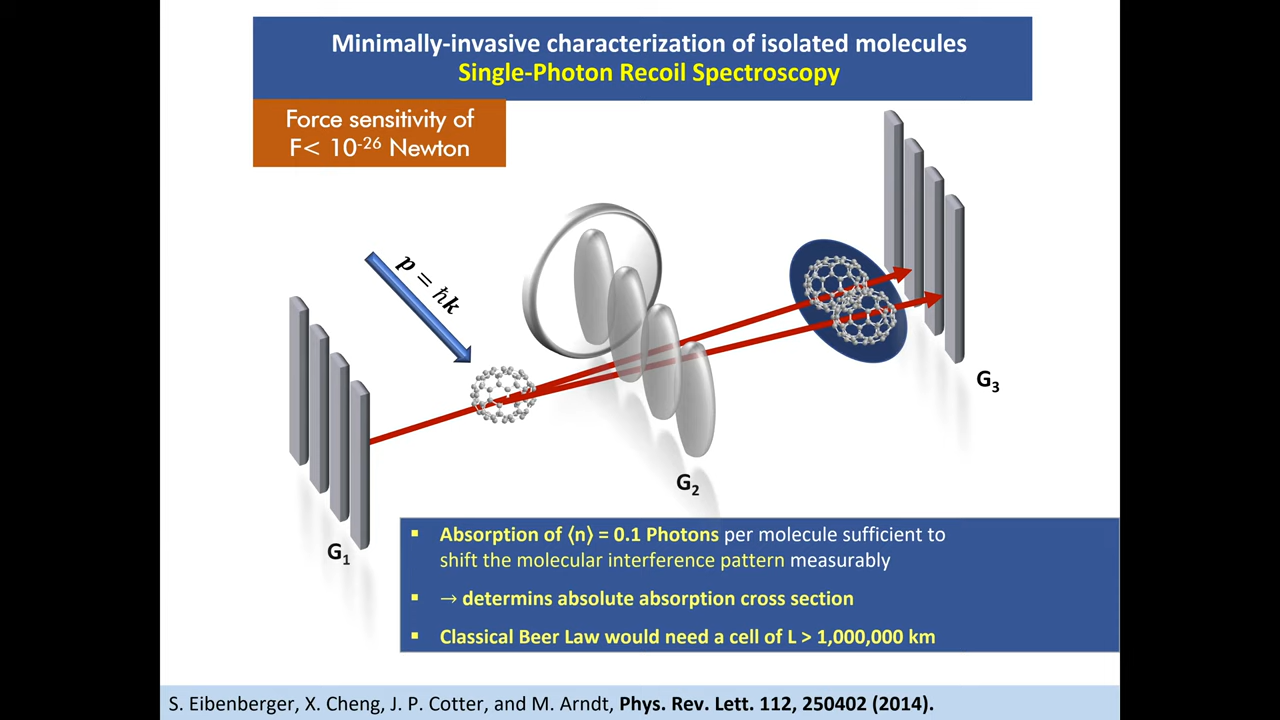 Minimally-invasive characterization of isolated molecules
Single-Photon Recoil Spectroscopy
Force sensitivity of
F< 10⁻²⁶ Newton
p = ℏk
G₃
G₂
G₁
▪ Absorption of ⟨n⟩ = 0.1 Photons per molecule sufficient to
shift the molecular interference pattern measurably
▪ → determins absolute absorption cross section
▪ Classical Beer Law would need a cell of L > 1,000,000 km
S. Eibenberger, X. Cheng, J. P. Cotter, and M. Arndt, Phys. Rev. Lett. 112, 250402 (2014).